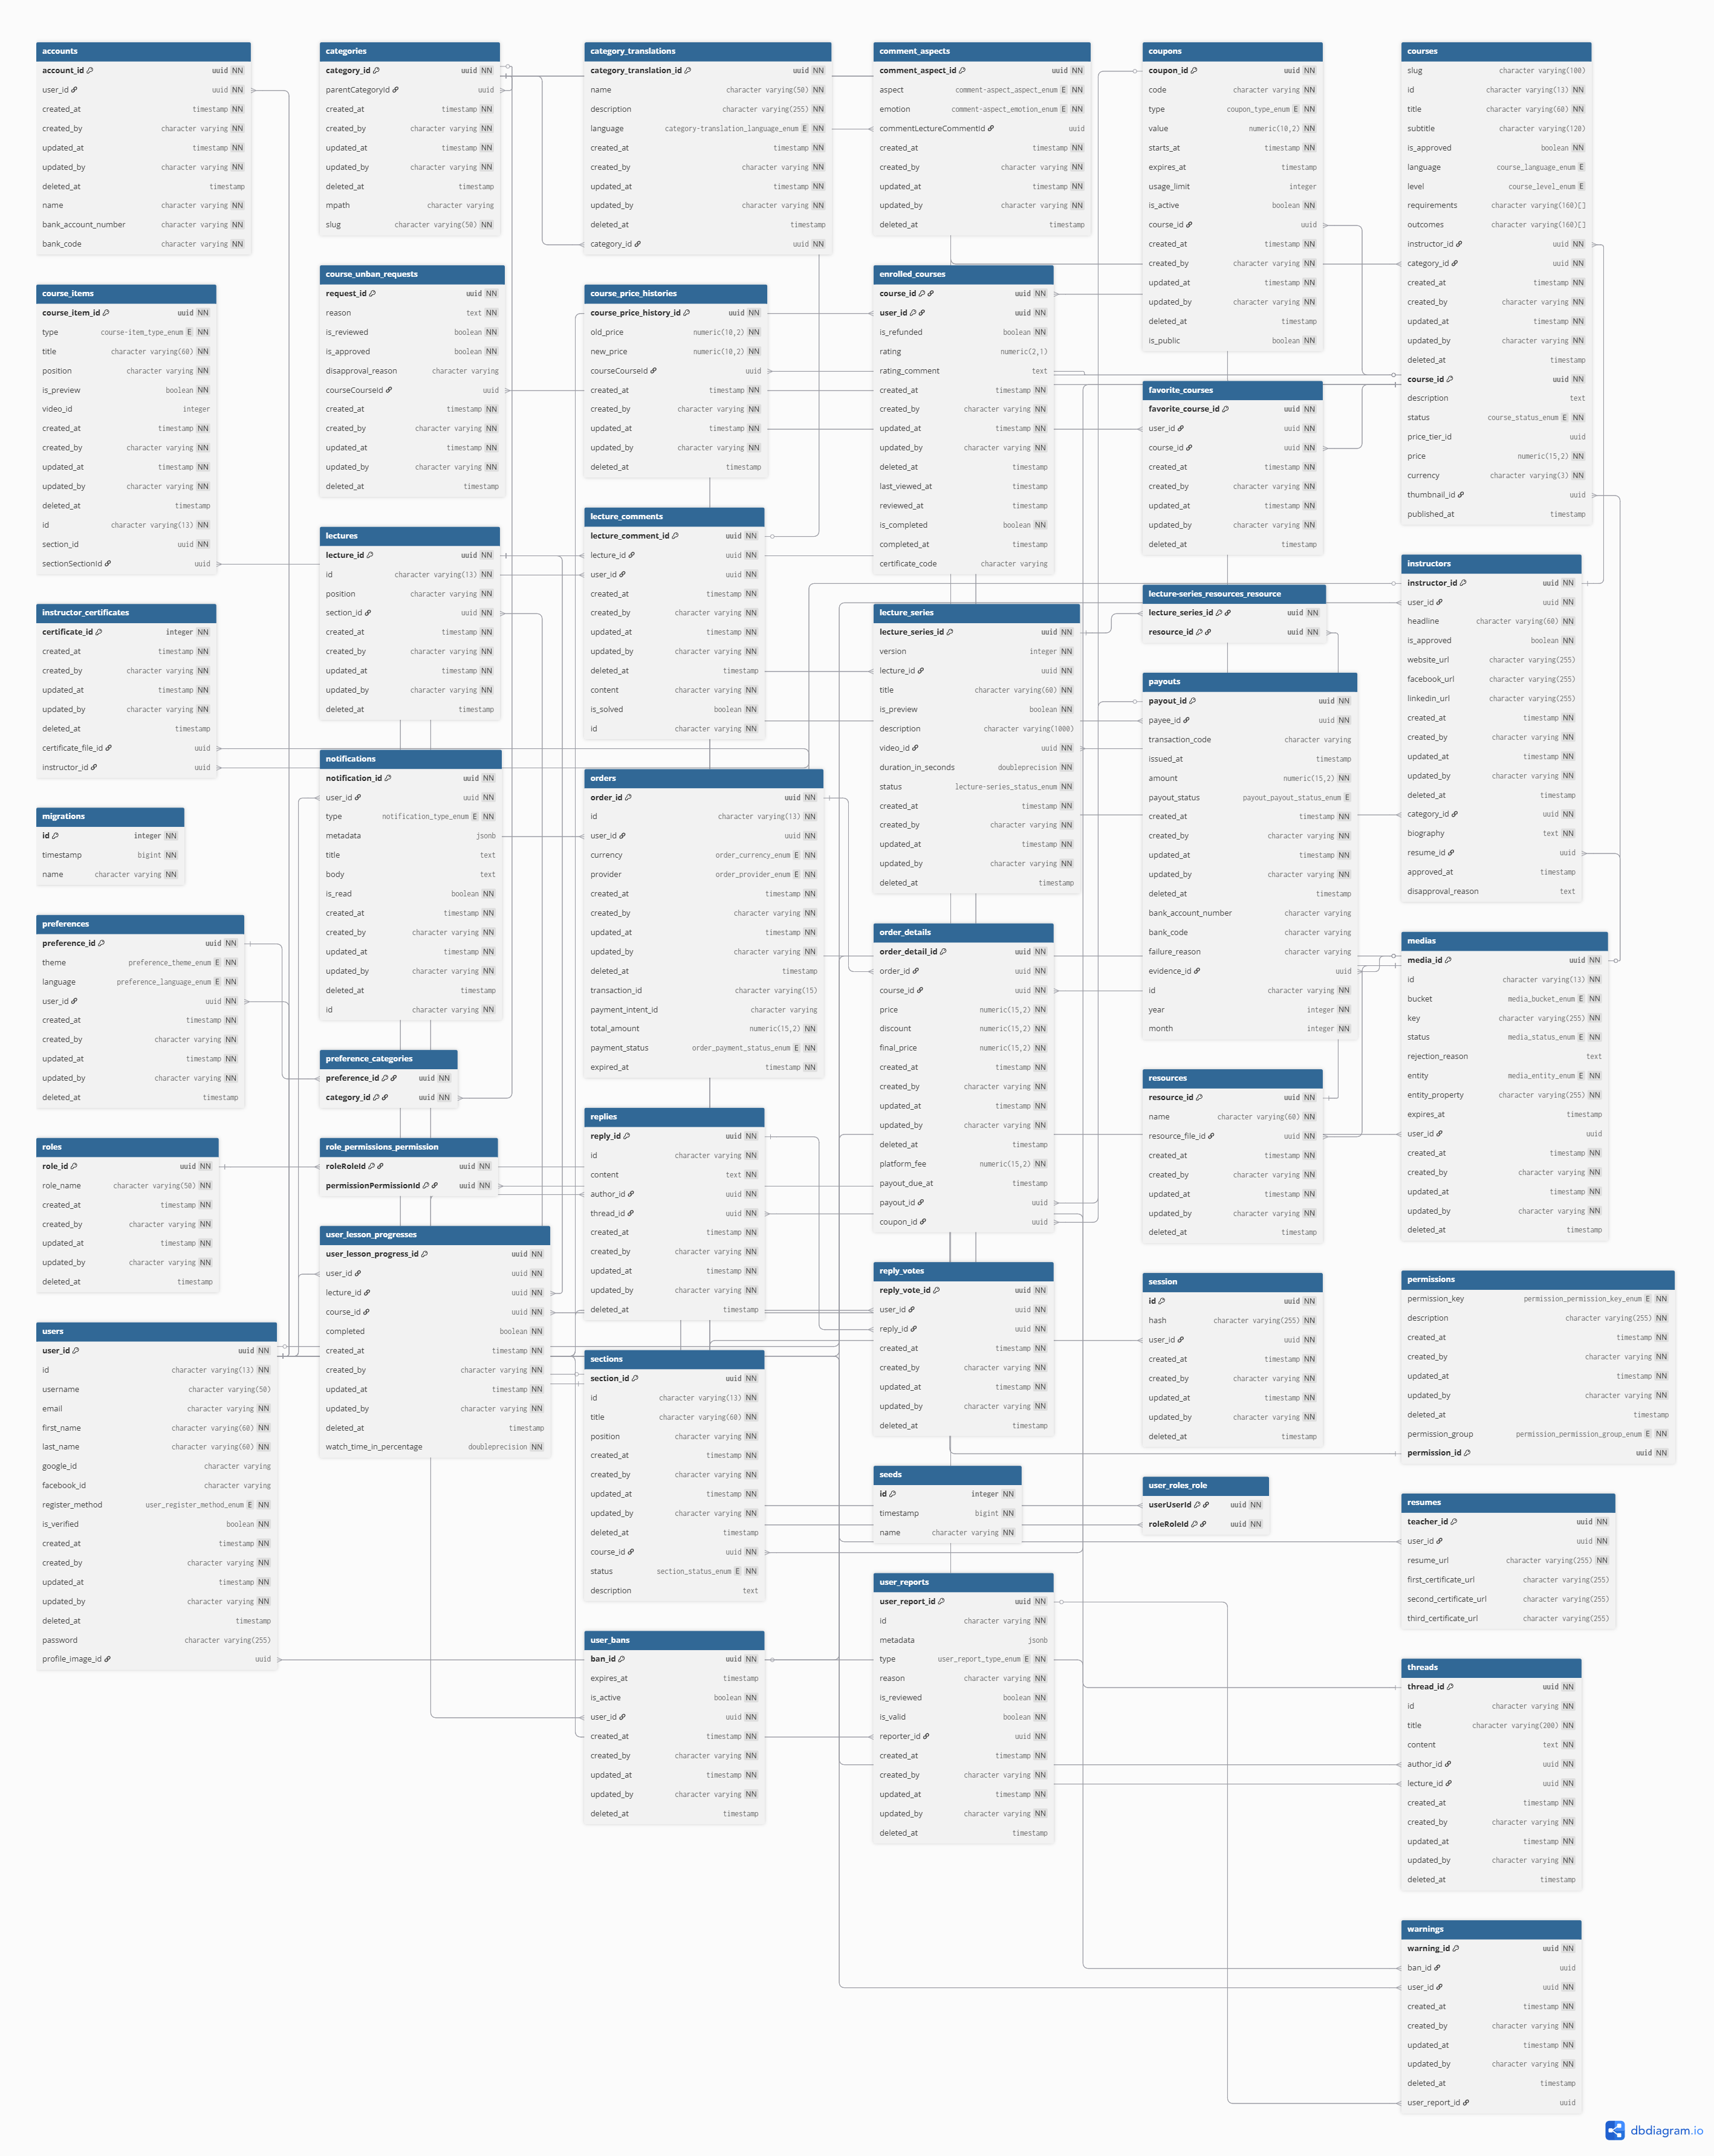 accounts
account_id uuid NN
user_id uuid NN
created_at timestamp NN
created_by character varying NN
updated_at timestamp NN
updated_by character varying NN
deleted_at timestamp
name character varying NN
bank_account_number character varying NN
bank_code character varying NN
course_items
course_item_id uuid NN
type course-item_type_enum E NN
title character varying(60) NN
position character varying NN
is_preview boolean NN
video_id integer
created_at timestamp NN
created_by character varying NN
updated_at timestamp NN
updated_by character varying NN
deleted_at timestamp
id character varying(13) NN
section_id uuid NN
sectionSectionId uuid
instructor_certificates
certificate_id integer NN
created_at timestamp NN
created_by character varying NN
updated_at timestamp NN
updated_by character varying NN
deleted_at timestamp
certificate_file_id uuid
instructor_id uuid
migrations
id integer NN
timestamp bigint NN
name character varying NN
preferences
preference_id uuid NN
theme preference_theme_enum E NN
language preference_language_enum E NN
user_id uuid NN
created_at timestamp NN
created_by character varying NN
updated_at timestamp NN
updated_by character varying NN
deleted_at timestamp
roles
role_id uuid NN
role_name character varying(50) NN
created_at timestamp NN
created_by character varying NN
updated_at timestamp NN
updated_by character varying NN
deleted_at timestamp
users
user_id uuid NN
id character varying(13) NN
username character varying(50)
email character varying NN
first_name character varying(60) NN
last_name character varying(60) NN
google_id character varying
facebook_id character varying
register_method user_register_method_enum E NN
is_verified boolean NN
created_at timestamp NN
created_by character varying NN
updated_at timestamp NN
updated_by character varying NN
deleted_at timestamp
password character varying(255)
profile_image_id uuid
categories
category_id uuid NN
parentCategoryId uuid
created_at timestamp NN
created_by character varying NN
updated_at timestamp NN
updated_by character varying NN
deleted_at timestamp
mpath character varying
slug character varying(50) NN
course_unban_requests
request_id uuid NN
reason text NN
is_reviewed boolean NN
is_approved boolean NN
disapproval_reason character varying
courseCourseId uuid
created_at timestamp NN
created_by character varying NN
updated_at timestamp NN
updated_by character varying NN
deleted_at timestamp
lectures
lecture_id uuid NN
id character varying(13) NN
position character varying NN
section_id uuid NN
created_at timestamp NN
created_by character varying NN
updated_at timestamp NN
updated_by character varying NN
deleted_at timestamp
notifications
notification_id uuid NN
user_id uuid NN
type notification_type_enum E NN
metadata jsonb
title text
body text
is_read boolean NN
created_at timestamp NN
created_by character varying NN
updated_at timestamp NN
updated_by character varying NN
deleted_at timestamp
id character varying NN
preference_categories
preference_id uuid NN
category_id uuid NN
role_permissions_permission
roleRoleId uuid NN
permissionPermissionId uuid NN
user_lesson_progresses
user_lesson_progress_id uuid NN
user_id uuid NN
lecture_id uuid NN
course_id uuid NN
completed boolean NN
created_at timestamp NN
created_by character varying NN
updated_at timestamp NN
updated_by character varying NN
deleted_at timestamp
watch_time_in_percentage doubleprecision NN
category_translations
category_translation_id uuid NN
name character varying(50) NN
description character varying(255) NN
language category-translation_language_enum E NN
created_at timestamp NN
created_by character varying NN
updated_at timestamp NN
updated_by character varying NN
deleted_at timestamp
category_id uuid NN
course_price_histories
course_price_history_id uuid NN
old_price numeric(10,2) NN
new_price numeric(10,2) NN
courseCourseId uuid
created_at timestamp NN
created_by character varying NN
updated_at timestamp NN
updated_by character varying NN
deleted_at timestamp
lecture_comments
lecture_comment_id uuid NN
lecture_id uuid NN
user_id uuid NN
created_at timestamp NN
created_by character varying NN
updated_at timestamp NN
updated_by character varying NN
deleted_at timestamp
content character varying NN
is_solved boolean NN
id character varying NN
orders
order_id uuid NN
id character varying(13) NN
user_id uuid NN
currency order_currency_enum E NN
provider order_provider_enum E NN
created_at timestamp NN
created_by character varying NN
updated_at timestamp NN
updated_by character varying NN
deleted_at timestamp
transaction_id character varying(15)
payment_intent_id character varying
total_amount numeric(15,2) NN
payment_status order_payment_status_enum E NN
expired_at timestamp NN
replies
reply_id uuid NN
id character varying NN
content text NN
author_id uuid NN
thread_id uuid NN
created_at timestamp NN
created_by character varying NN
updated_at timestamp NN
updated_by character varying NN
deleted_at timestamp
sections
section_id uuid NN
id character varying(13) NN
title character varying(60) NN
position character varying NN
created_at timestamp NN
created_by character varying NN
updated_at timestamp NN
updated_by character varying NN
deleted_at timestamp
course_id uuid NN
status section_status_enum E NN
description text
user_bans
ban_id uuid NN
expires_at timestamp
is_active boolean NN
user_id uuid NN
created_at timestamp NN
created_by character varying NN
updated_at timestamp NN
updated_by character varying NN
deleted_at timestamp
comment_aspects
comment_aspect_id uuid NN
aspect comment-aspect_aspect_enum E NN
emotion comment-aspect_emotion_enum E NN
commentLectureCommentId uuid
created_at timestamp NN
created_by character varying NN
updated_at timestamp NN
updated_by character varying NN
deleted_at timestamp
enrolled_courses
course_id uuid NN
user_id uuid NN
is_refunded boolean NN
rating numeric(2,1)
rating_comment text
created_at timestamp NN
created_by character varying NN
updated_at timestamp NN
updated_by character varying NN
deleted_at timestamp
last_viewed_at timestamp
reviewed_at timestamp
is_completed boolean NN
completed_at timestamp
certificate_code character varying
lecture_series
lecture_series_id uuid NN
version integer NN
lecture_id uuid NN
title character varying(60) NN
is_preview boolean NN
description character varying(1000) NN
video_id uuid NN
duration_in_seconds doubleprecision NN
status lecture-series_status_enum NN
created_at timestamp NN
created_by character varying NN
updated_at timestamp NN
updated_by character varying NN
deleted_at timestamp
order_details
order_detail_id uuid NN
order_id uuid NN
course_id uuid NN
price numeric(15,2) NN
discount numeric(15,2) NN
final_price numeric(15,2) NN
created_at timestamp NN
created_by character varying NN
updated_at timestamp NN
updated_by character varying NN
deleted_at timestamp
platform_fee numeric(15,2) NN
payout_due_at timestamp
payout_id uuid
coupon_id uuid
reply_votes
reply_vote_id uuid NN
user_id uuid NN
reply_id uuid NN
created_at timestamp NN
created_by character varying NN
updated_at timestamp NN
updated_by character varying NN
deleted_at timestamp
seeds
id integer NN
timestamp bigint NN
name character varying NN
user_reports
user_report_id uuid NN
id character varying NN
metadata jsonb
type user_report_type_enum E NN
reason character varying NN
is_reviewed boolean NN
is_valid boolean NN
reporter_id uuid NN
created_at timestamp NN
created_by character varying NN
updated_at timestamp NN
updated_by character varying NN
deleted_at timestamp
coupons
coupon_id uuid NN
code character varying NN
type coupon_type_enum E NN
value numeric(10,2) NN
starts_at timestamp NN
expires_at timestamp
usage_limit integer
is_active boolean NN
course_id uuid
created_at timestamp NN
created_by character varying NN
updated_at timestamp NN
updated_by character varying NN
deleted_at timestamp
is_public boolean NN
favorite_courses
favorite_course_id uuid NN
user_id uuid NN
course_id uuid NN
created_at timestamp NN
created_by character varying NN
updated_at timestamp NN
updated_by character varying NN
deleted_at timestamp
lecture-series_resources_resource
lecture_series_id uuid NN
resource_id uuid NN
payouts
payout_id uuid NN
payee_id uuid NN
transaction_code character varying
issued_at timestamp
amount numeric(15,2) NN
payout_status payout_payout_status_enum E
created_at timestamp NN
created_by character varying NN
updated_at timestamp NN
updated_by character varying NN
deleted_at timestamp
bank_account_number character varying
bank_code character varying
failure_reason character varying
evidence_id uuid
id character varying NN
year integer NN
month integer NN
resources
resource_id uuid NN
name character varying(60) NN
resource_file_id uuid NN
created_at timestamp NN
created_by character varying NN
updated_at timestamp NN
updated_by character varying NN
deleted_at timestamp
session
id uuid NN
hash character varying(255) NN
user_id uuid NN
created_at timestamp NN
created_by character varying NN
updated_at timestamp NN
updated_by character varying NN
deleted_at timestamp
user_roles_role
userUserId uuid NN
roleRoleId uuid NN
courses
slug character varying(100)
id character varying(13) NN
title character varying(60) NN
subtitle character varying(120)
is_approved boolean NN
language course_language_enum E
level course_level_enum E
requirements character varying(160)[]
outcomes character varying(160)[]
instructor_id uuid NN
category_id uuid NN
created_at timestamp NN
created_by character varying NN
updated_at timestamp NN
updated_by character varying NN
deleted_at timestamp
course_id uuid NN
description text
status course_status_enum E NN
price_tier_id uuid
price numeric(15,2) NN
currency character varying(3) NN
thumbnail_id uuid
published_at timestamp
instructors
instructor_id uuid NN
user_id uuid NN
headline character varying(60) NN
is_approved boolean NN
website_url character varying(255)
facebook_url character varying(255)
linkedin_url character varying(255)
created_at timestamp NN
created_by character varying NN
updated_at timestamp NN
updated_by character varying NN
deleted_at timestamp
category_id uuid NN
biography text NN
resume_id uuid
approved_at timestamp
disapproval_reason text
medias
media_id uuid NN
id character varying(13) NN
bucket media_bucket_enum E NN
key character varying(255) NN
status media_status_enum E NN
rejection_reason text
entity media_entity_enum E NN
entity_property character varying(255) NN
expires_at timestamp
user_id uuid
created_at timestamp NN
created_by character varying NN
updated_at timestamp NN
updated_by character varying NN
deleted_at timestamp
permissions
permission_key permission_permission_key_enum E NN
description character varying(255) NN
created_at timestamp NN
created_by character varying NN
updated_at timestamp NN
updated_by character varying NN
deleted_at timestamp
permission_group permission_permission_group_enum E NN
permission_id uuid NN
resumes
teacher_id uuid NN
user_id uuid NN
resume_url character varying(255) NN
first_certificate_url character varying(255)
second_certificate_url character varying(255)
third_certificate_url character varying(255)
threads
thread_id uuid NN
id character varying NN
title character varying(200) NN
content text NN
author_id uuid NN
lecture_id uuid NN
created_at timestamp NN
created_by character varying NN
updated_at timestamp NN
updated_by character varying NN
deleted_at timestamp
warnings
warning_id uuid NN
ban_id uuid
user_id uuid NN
created_at timestamp NN
created_by character varying NN
updated_at timestamp NN
updated_by character varying NN
deleted_at timestamp
user_report_id uuid
dbdiagram.io